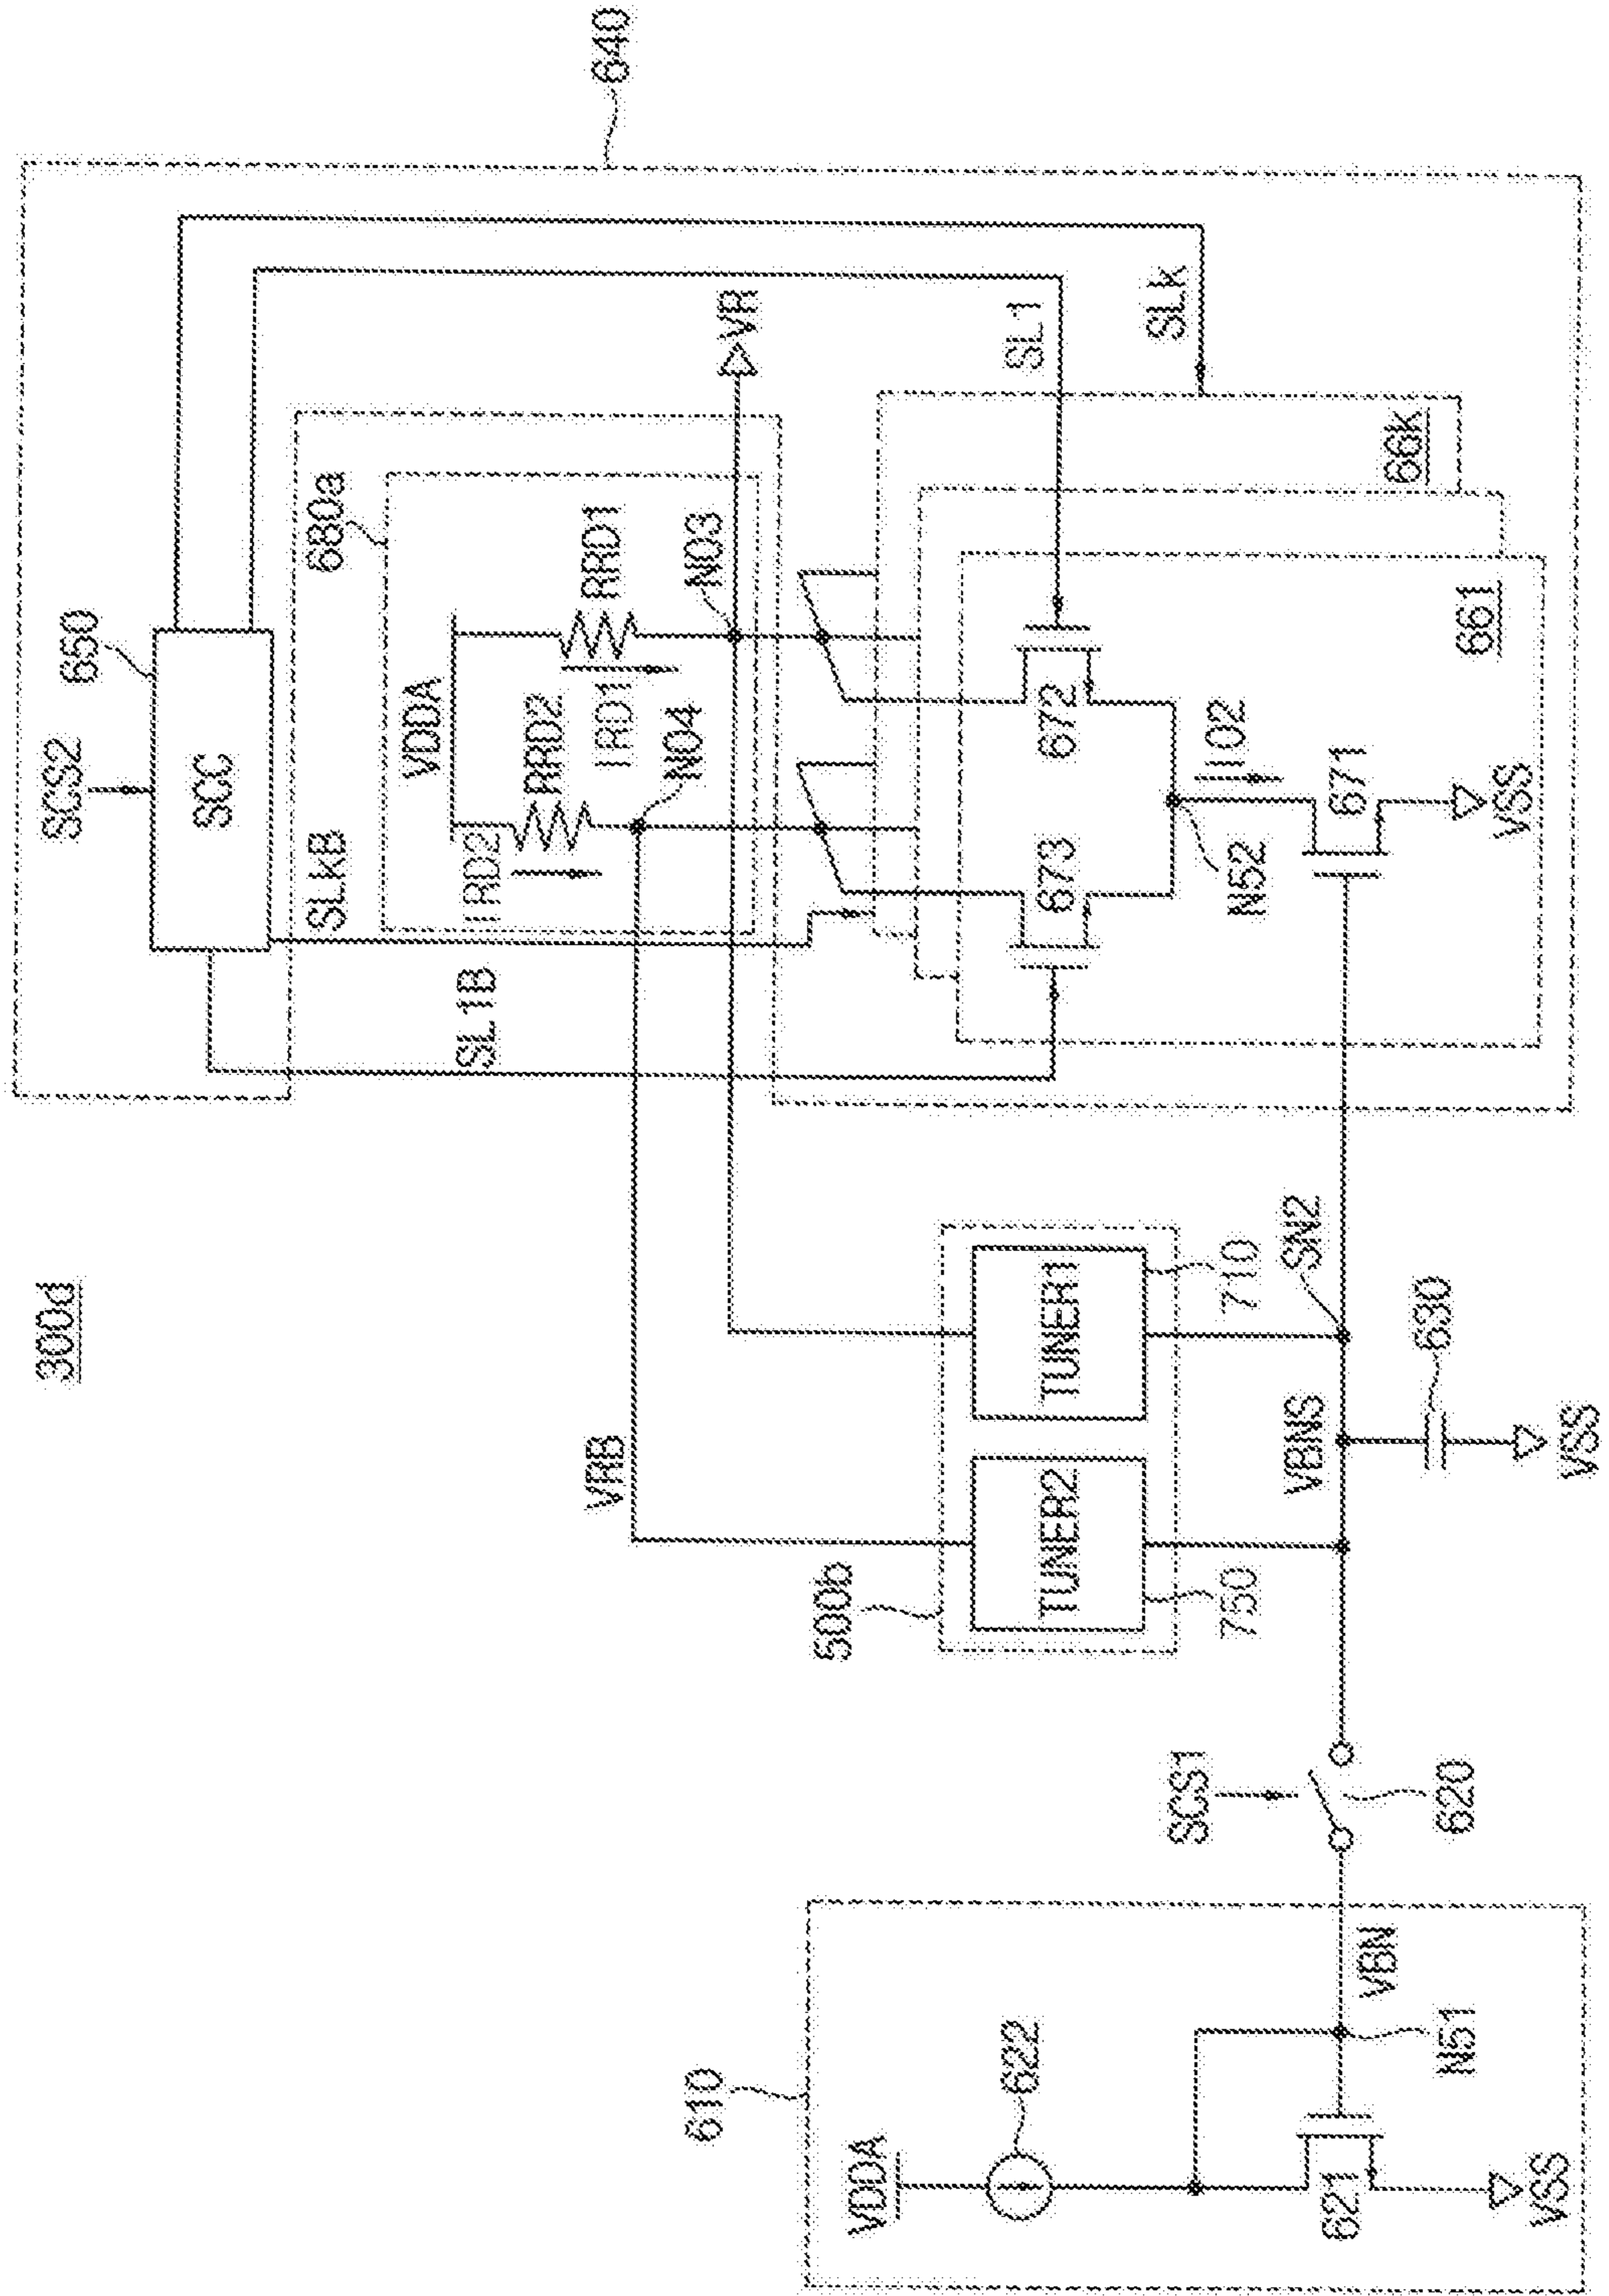 300d
640
650
SCS2
SCC
680a
SLkB
SL1B
VDDA
RRD1
RRD2
IRD1
IRD2
NO3
NO4
VR
SL1
SLk
66k
661
672
673
IO2
N52
671
VSS
VRB
500b
TUNER1
TUNER2
710
750
SN2
VBNS
630
VSS
SCS1
620
610
VDDA
622
VBN
N51
621
VSS